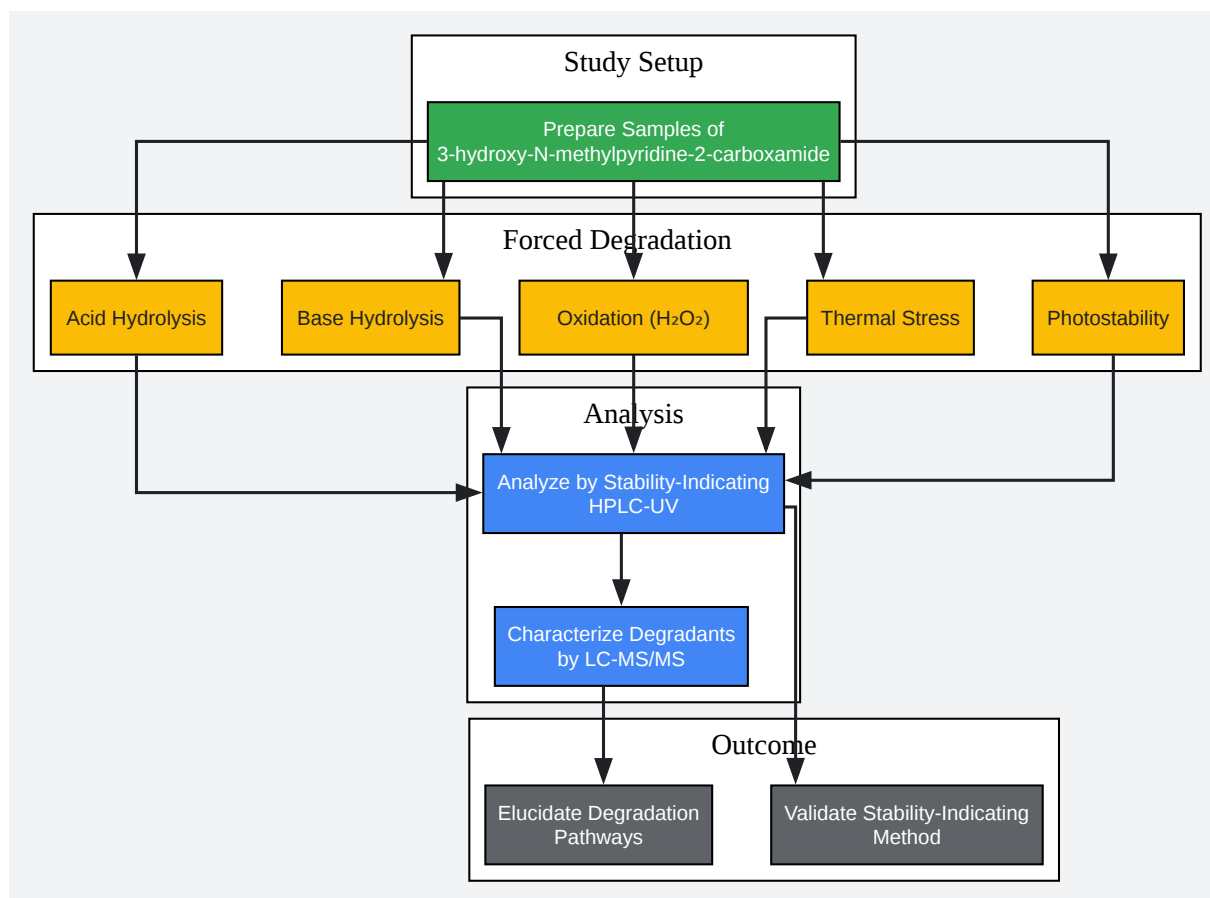 Study Setup
Prepare Samples of
3-hydroxy-N-methylpyridine-2-carboxamide
Forced Degradation
Acid Hydrolysis
Base Hydrolysis
Oxidation (H₂O₂)
Thermal Stress
Photostability
Analysis
Analyze by Stability-Indicating
HPLC-UV
Characterize Degradants
by LC-MS/MS
Outcome
Elucidate Degradation
Pathways
Validate Stability-Indicating
Method